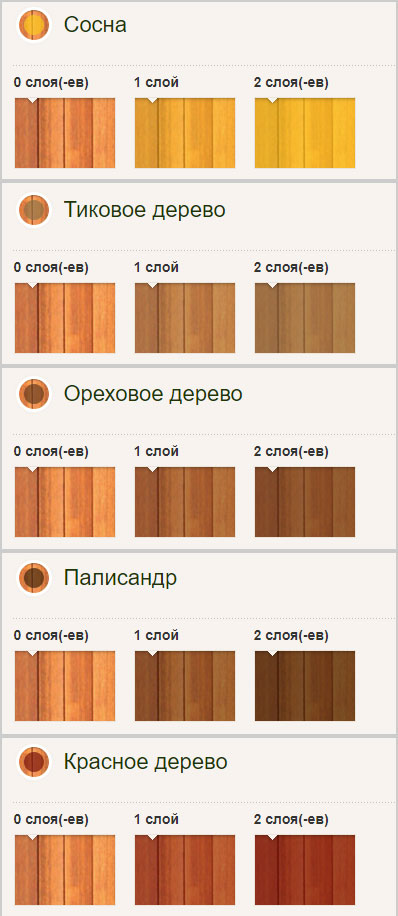 Сосна
0 слоя(-ев) 1 слой 2 слоя(-ев)
Тиковое дерево
0 слоя(-ев) 1 слой 2 слоя(-ев)
Ореховое дерево
0 слоя(-ев) 1 слой 2 слоя(-ев)
Палисандр
0 слоя(-ев) 1 слой 2 слоя(-ев)
Красное дерево
0 слоя(-ев) 1 слой 2 слоя(-ев)